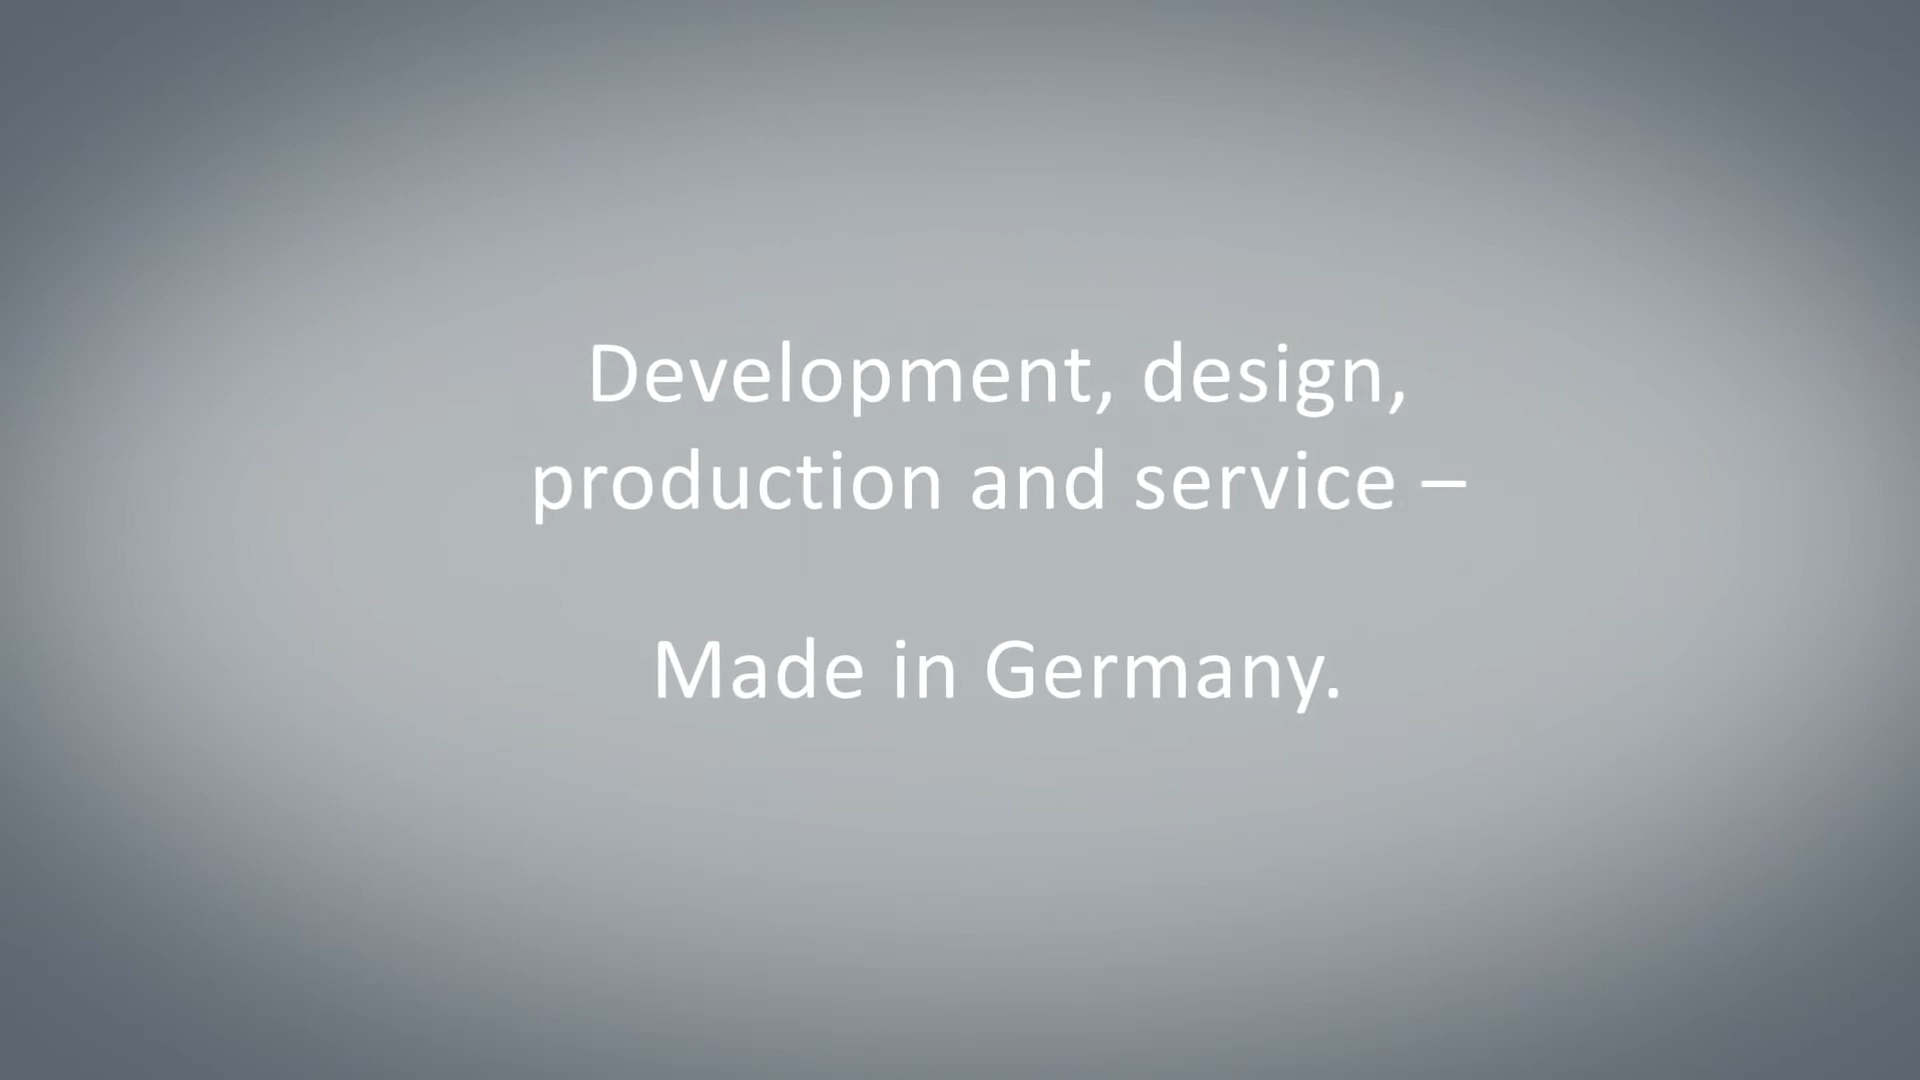 Development, design,
production and service –
Made in Germany.